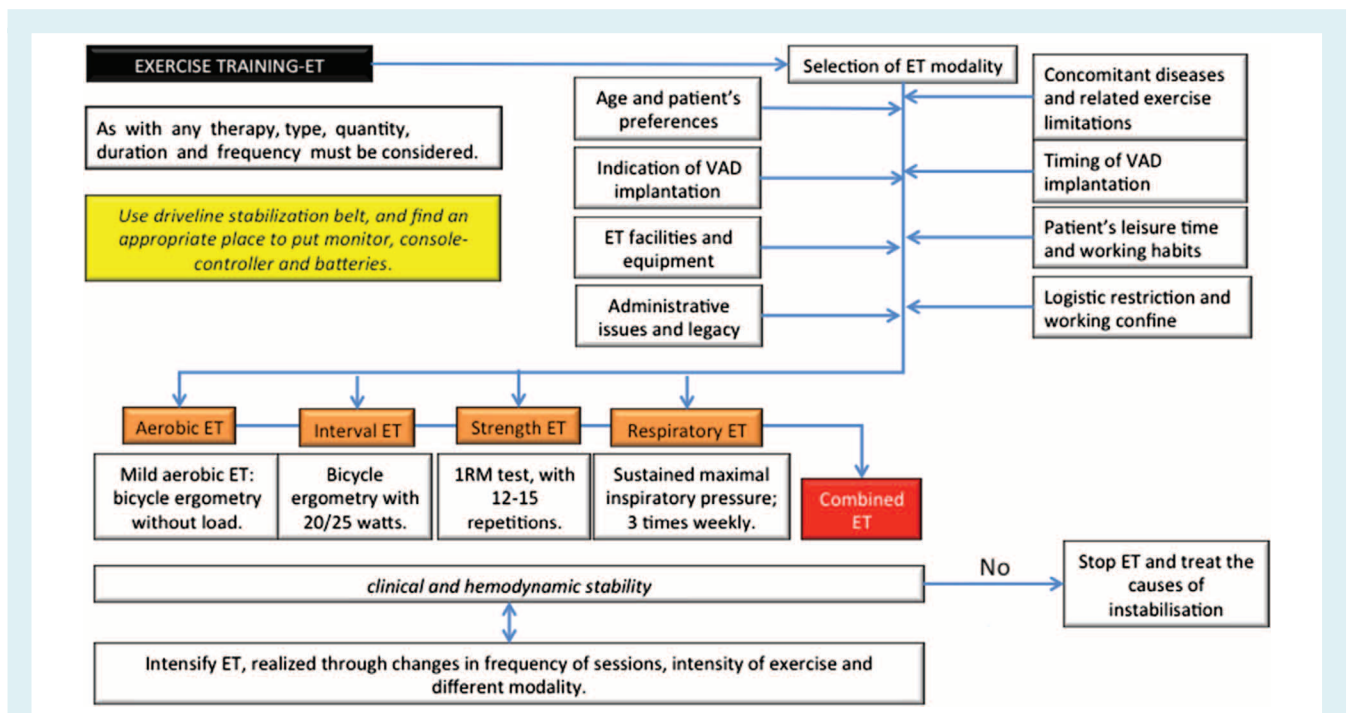 EXERCISE TRAINING-ET
Selection of ET modality
As with any therapy, type, quantity,
duration and frequency must be considered.
Use driveline stabilization belt, and find an
appropriate place to put monitor, console-
controller and batteries.
Age and patient's
preferences
Concomitant diseases
and related exercise
limitations
Indication of VAD
implantation
Timing of VAD
implantation
ET facilities and
equipment
Patient's leisure time
and working habits
Administrative
issues and legacy
Logistic restriction and
working confine
Aerobic ET
Interval ET
Strength ET
Respiratory ET
Mild aerobic ET:
bicycle ergometry
without load.
Bicycle
ergometry with
20/25 watts.
1RM test, with
12-15
repetitions.
Sustained maximal
inspiratory pressure;
3 times weekly.
Combined
ET
clinical and hemodynamic stability
No
Stop ET and treat the
causes of
instabilisation
Intensify ET, realized through changes in frequency of sessions, intensity of exercise and
different modality.